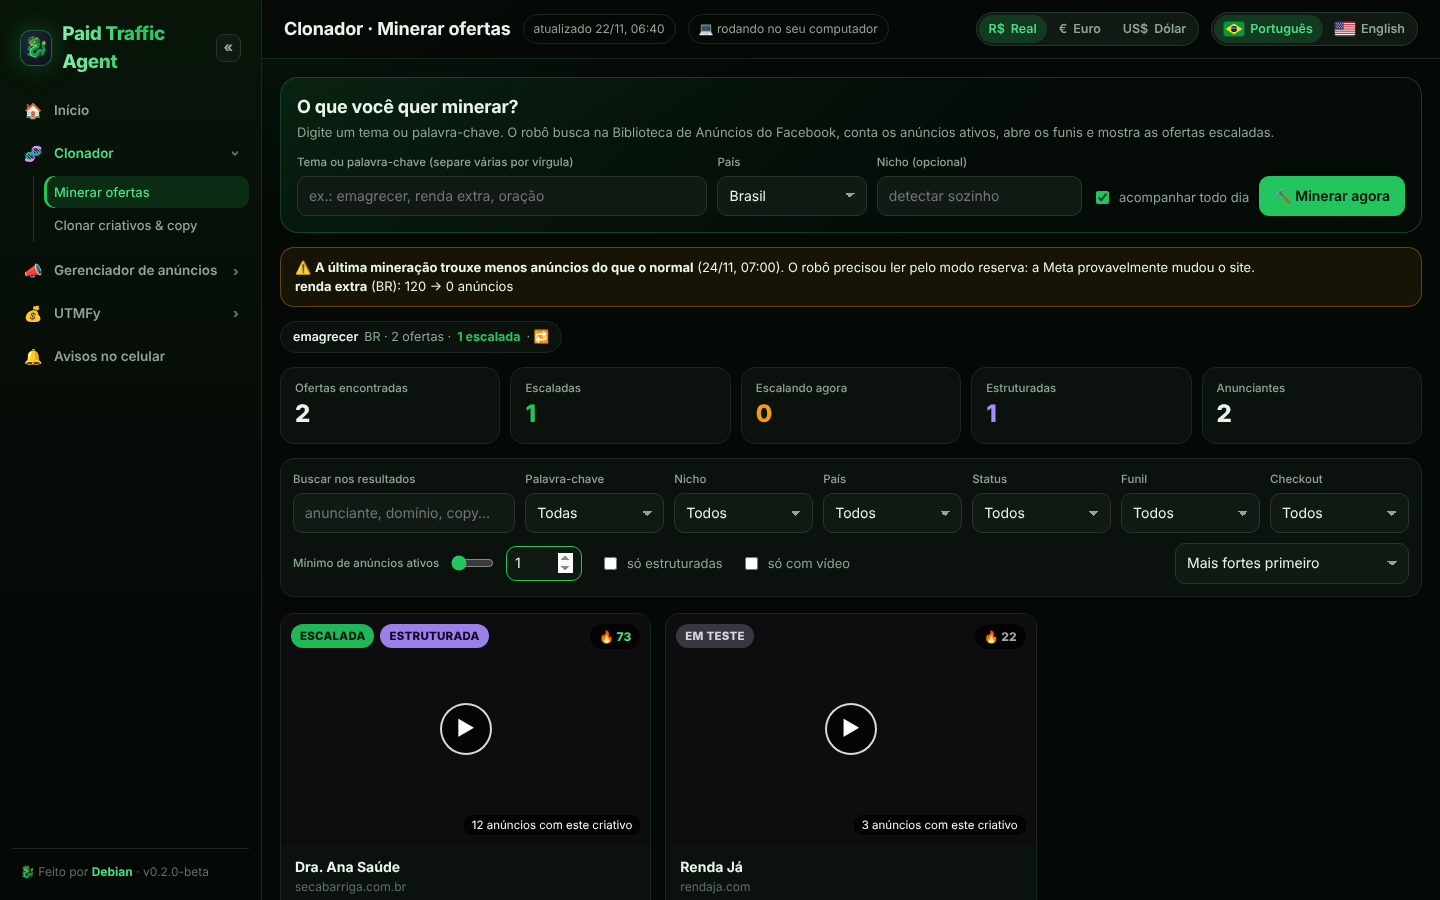 Paid Traffic
Agent
«
Início
Clonador
Minerar ofertas
Clonar criativos & copy
Gerenciador de anúncios
UTMFy
Avisos no celular
Feito por Debian · v0.2.0-beta
Clonador · Minerar ofertas
atualizado 22/11, 06:40
rodando no seu computador
R$ Real
€ Euro
US$ Dólar
Português
English
O que você quer minerar?
Digite um tema ou palavra-chave. O robô busca na Biblioteca de Anúncios do Facebook, conta os anúncios ativos, abre os funis e mostra as ofertas escaladas.
Tema ou palavra-chave (separe várias por vírgula)
País
Nicho (opcional)
ex.: emagrecer, renda extra, oração
Brasil
detectar sozinho
acompanhar todo dia
Minerar agora
A última mineração trouxe menos anúncios do que o normal (24/11, 07:00). O robô precisou ler pelo modo reserva: a Meta provavelmente mudou o site.
renda extra (BR): 120 → 0 anúncios
emagrecer BR · 2 ofertas · 1 escalada ·
Ofertas encontradas
2
Escaladas
1
Escalando agora
0
Estruturadas
1
Anunciantes
2
Buscar nos resultados
Palavra-chave
Nicho
País
Status
Funil
Checkout
anunciante, domínio, copy...
Todas
Todos
Todos
Todos
Todos
Todos
Mínimo de anúncios ativos
1
só estruturadas
só com vídeo
Mais fortes primeiro
ESCALADA
ESTRUTURADA
73
12 anúncios com este criativo
Dra. Ana Saúde
secabarriga.com.br
EM TESTE
22
3 anúncios com este criativo
Renda Já
rendaja.com